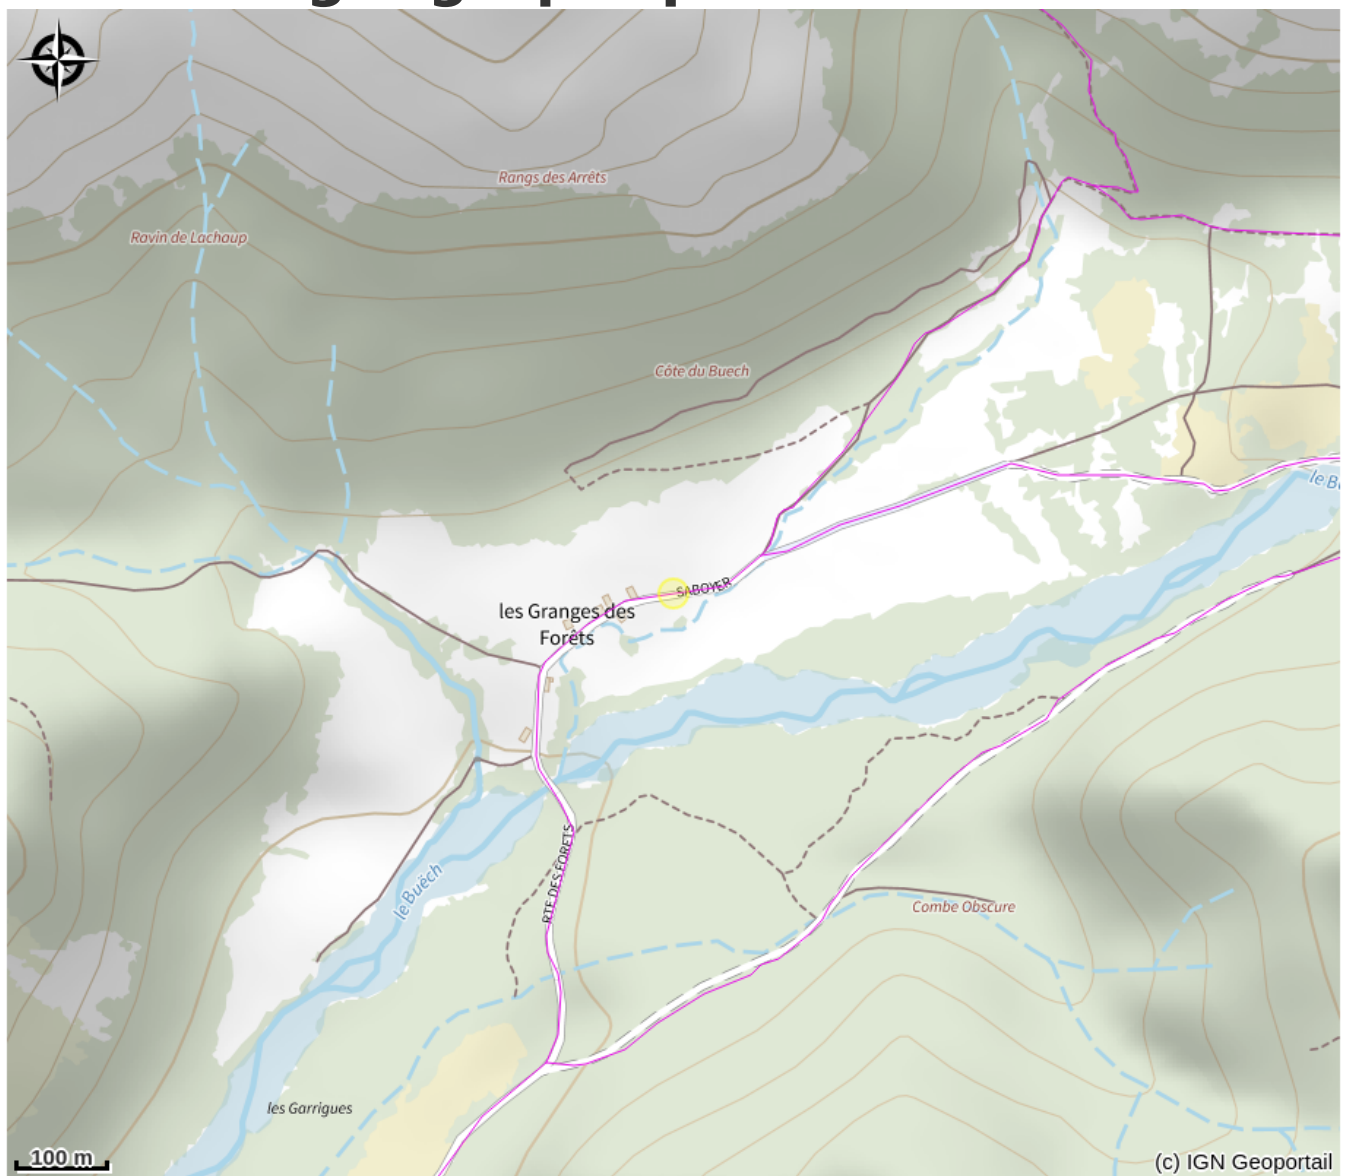 Rangs des Arrêts
Ravin de Lachaup
Côte du Buech
le B
SABOYER
les Granges des
Forêts
RTE DES FORETS
le Buëch
Combe Obscure
les Garrigues
100 m
(c) IGN Geoportail